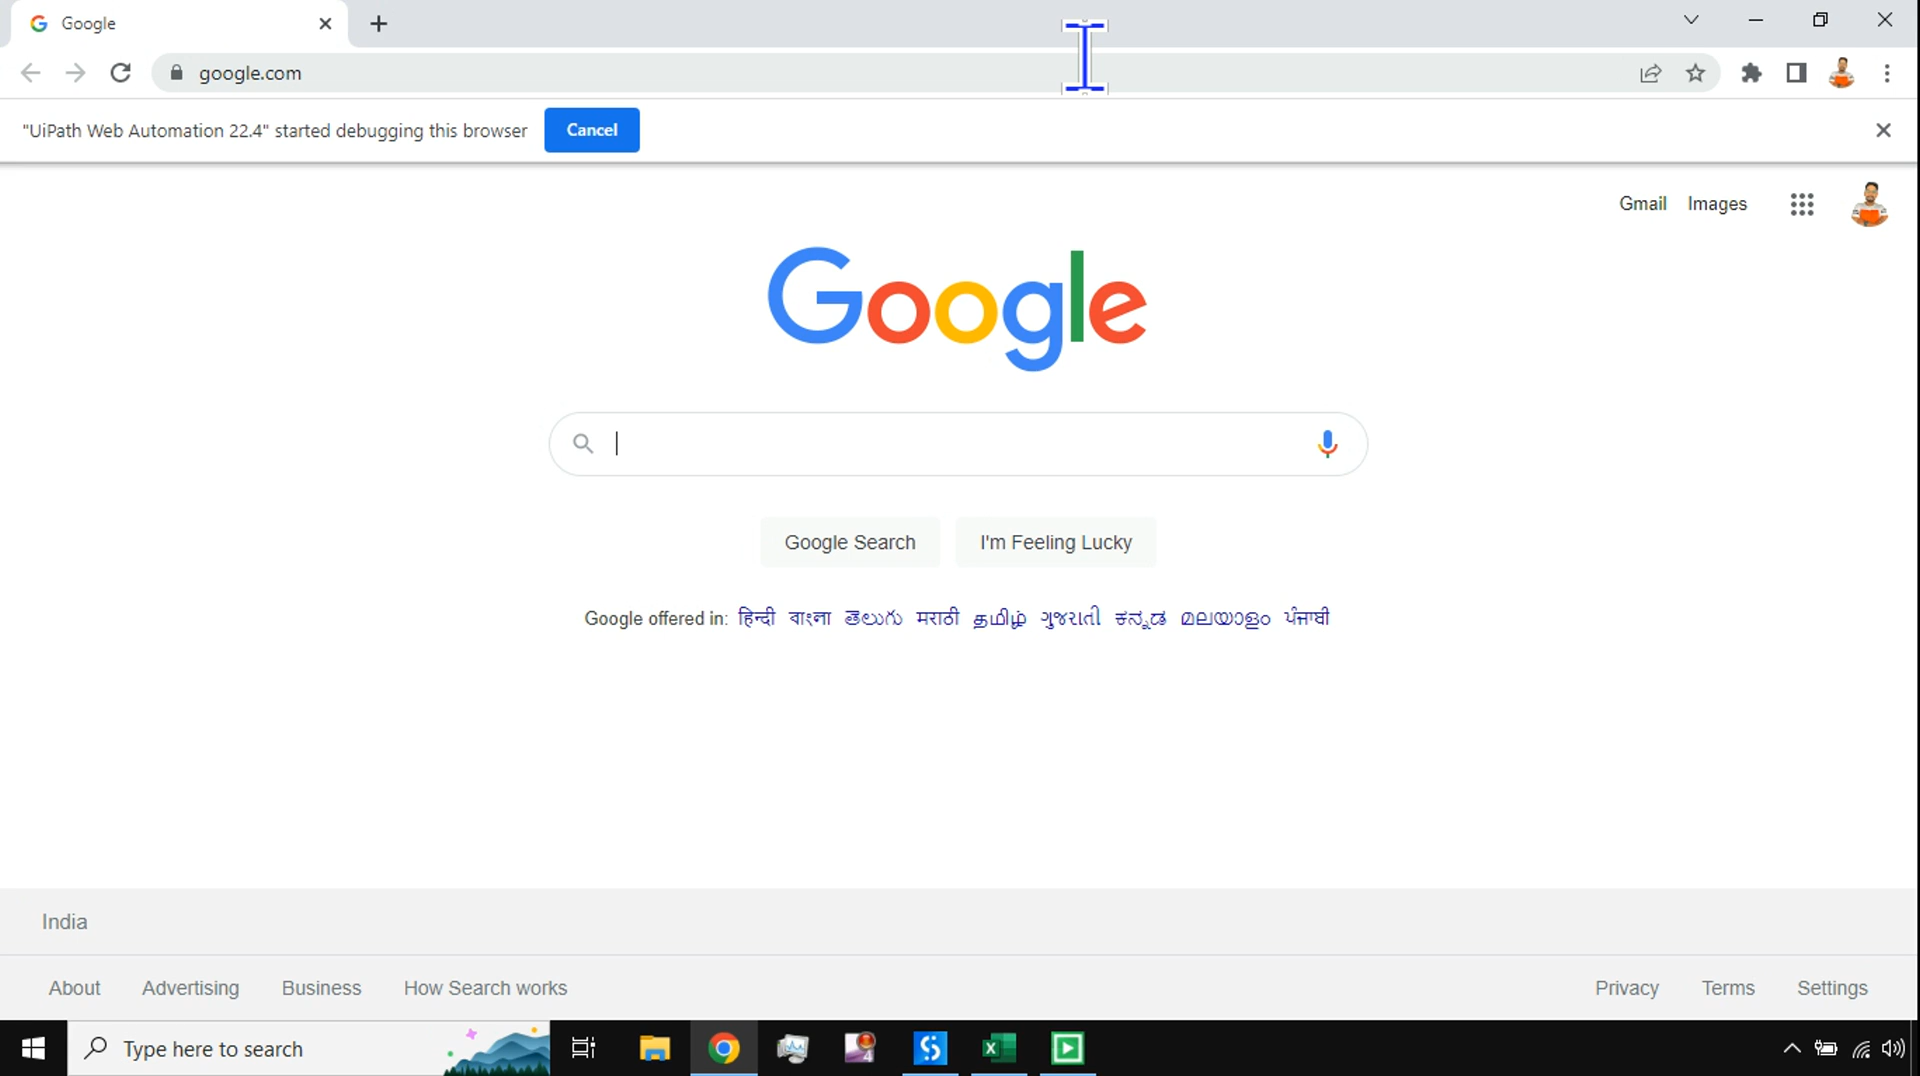 Google
google.com
"UiPath Web Automation 22.4" started debugging this browser
Cancel
Gmail Images
Google
Google Search I'm Feeling Lucky
Google offered in: हिन्दी বাংলা తెలుగు मराठी தமிழ் ગુજરાતી ಕನ್ನಡ മലയാളം ਪੰਜਾਬੀ
India
About Advertising Business How Search works Privacy Terms Settings
Type here to search